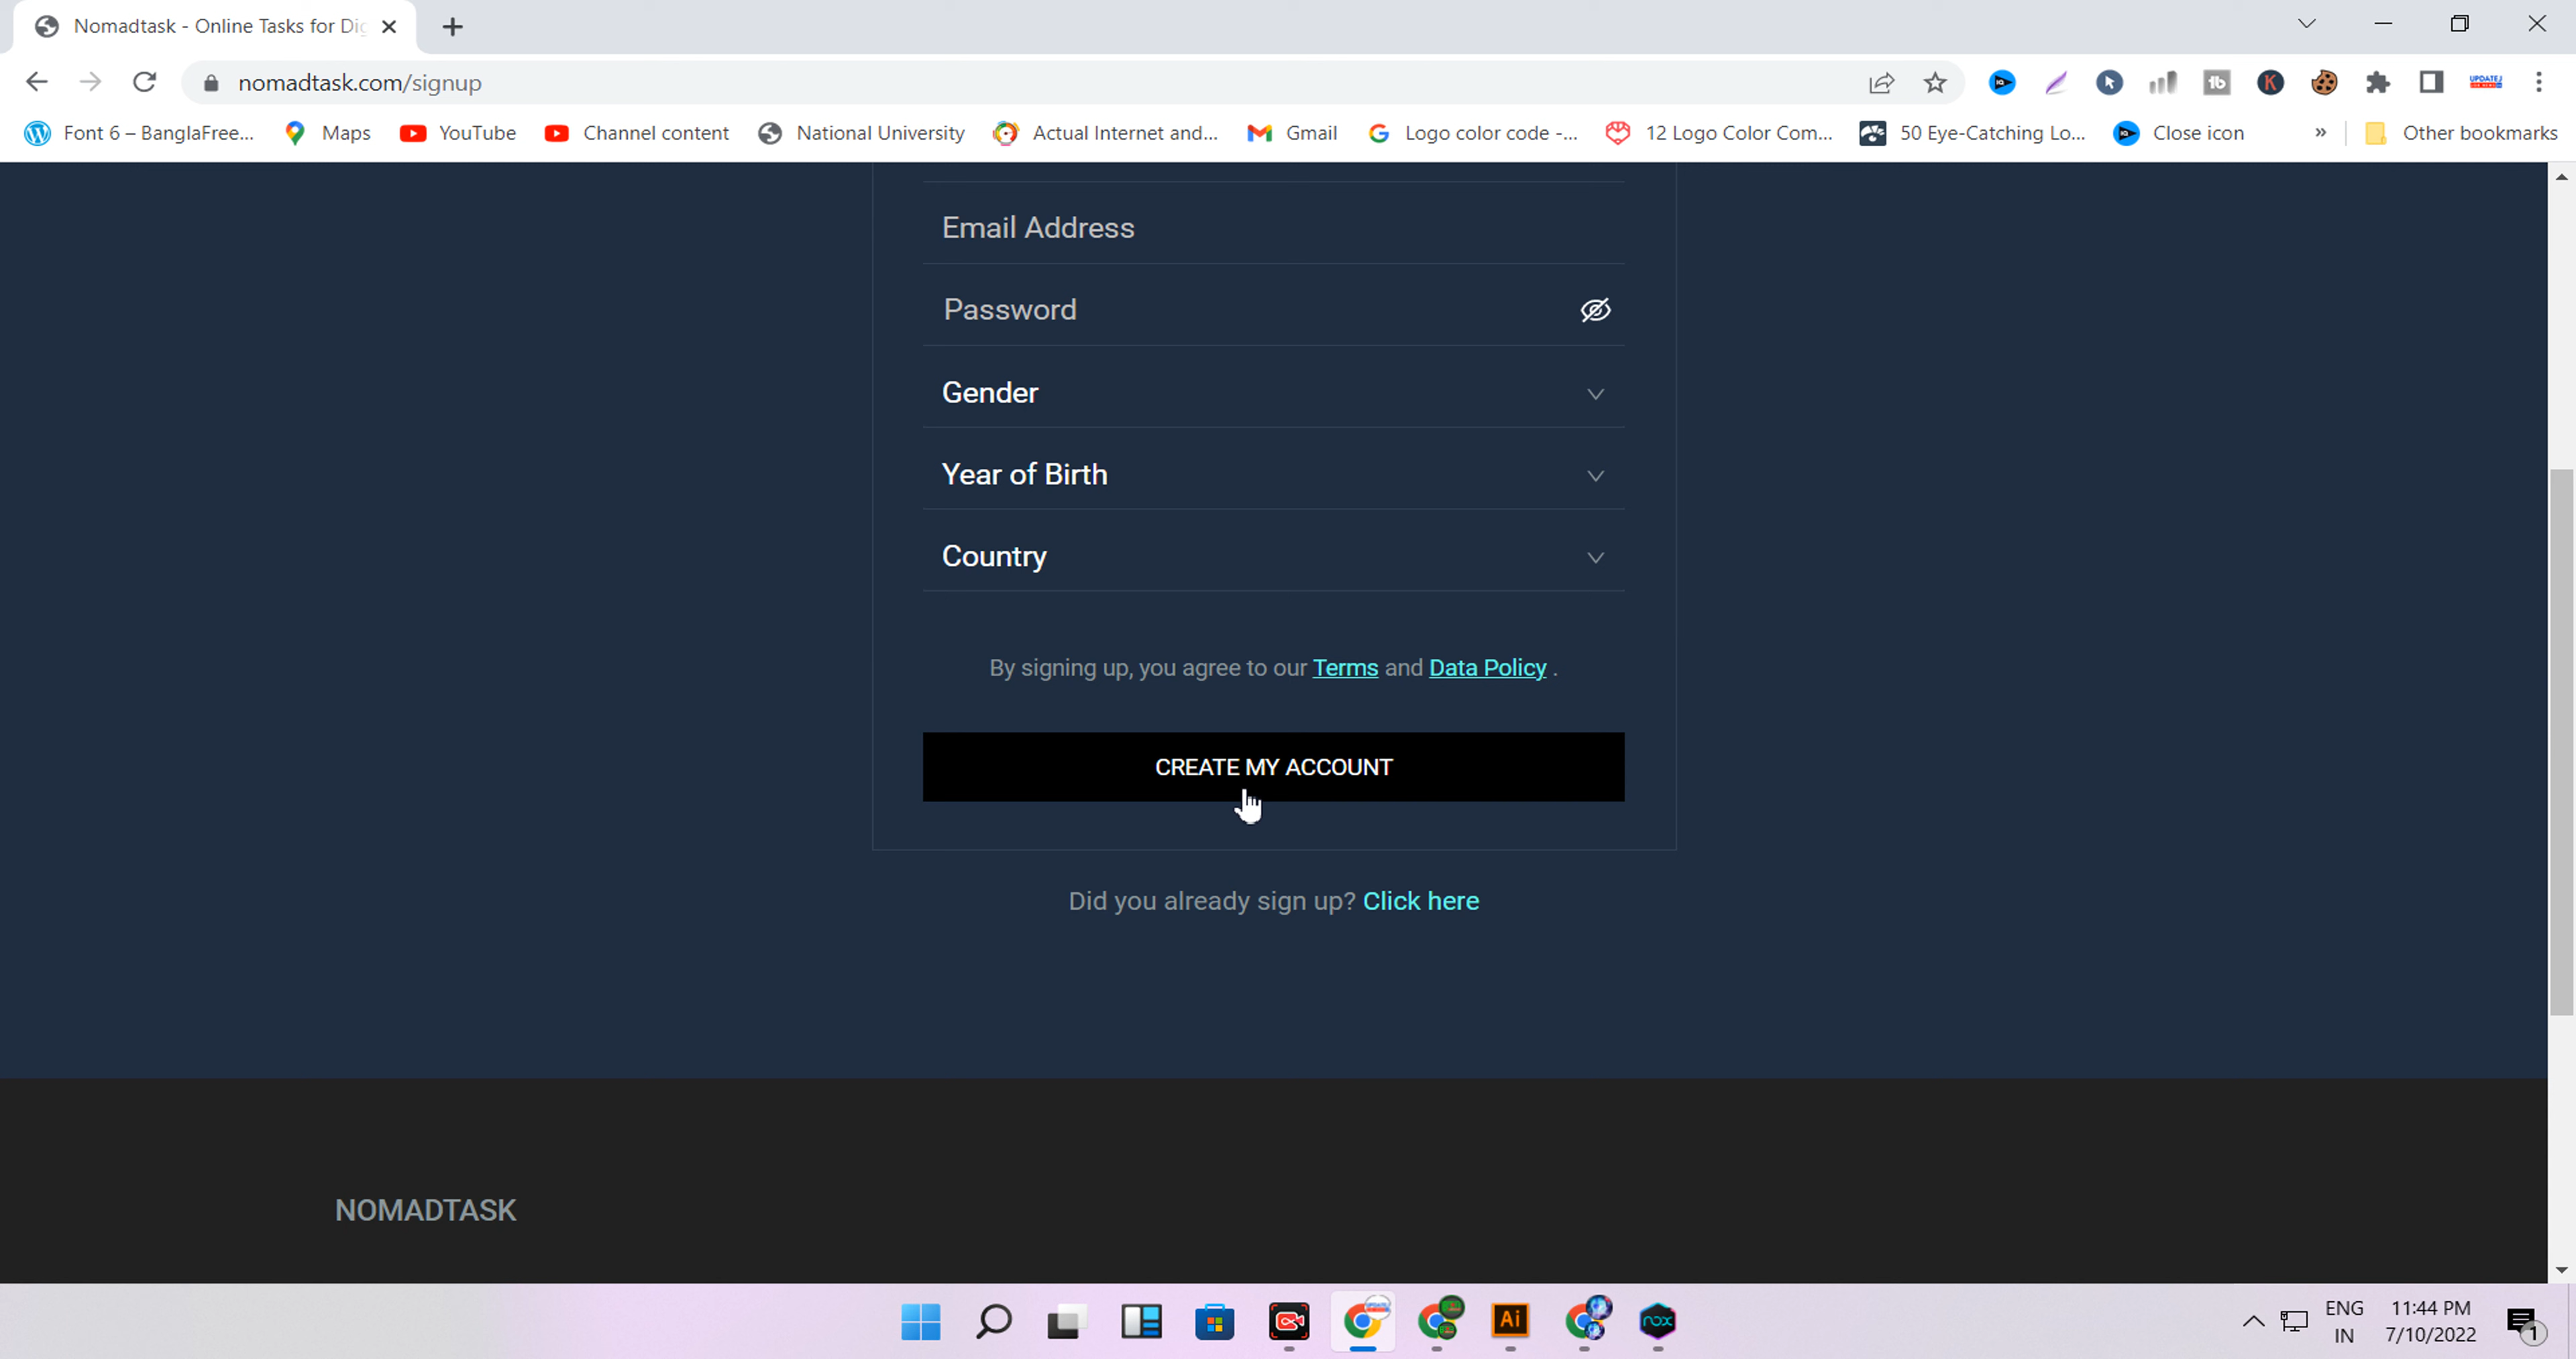 Nomadtask - Online Tasks for Dig
nomadtask.com/signup
Font 6 – BanglaFree...
Maps
YouTube
Channel content
National University
Actual Internet and...
Gmail
Logo color code -...
12 Logo Color Com...
50 Eye-Catching Lo...
Close icon
»
Other bookmarks
Email Address
Password
Gender
Year of Birth
Country
By signing up, you agree to our Terms and Data Policy .
CREATE MY ACCOUNT
Did you already sign up? Click here
NOMADTASK
ENG
IN
11:44 PM
7/10/2022
1